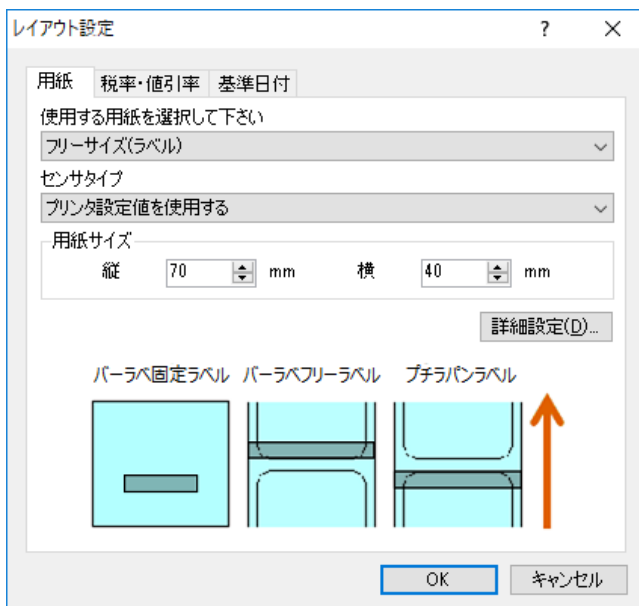 レイアウト設定 ? ×
用紙 税率・値引率 基準日付
使用する用紙を選択して下さい
フリーサイズ(ラベル)
センサタイプ
プリンタ設定値を使用する
用紙サイズ
縦 70 mm 横 40 mm
詳細設定(D)...
バーラベ固定ラベル バーラベフリーラベル プチラパンラベル
OK キャンセル